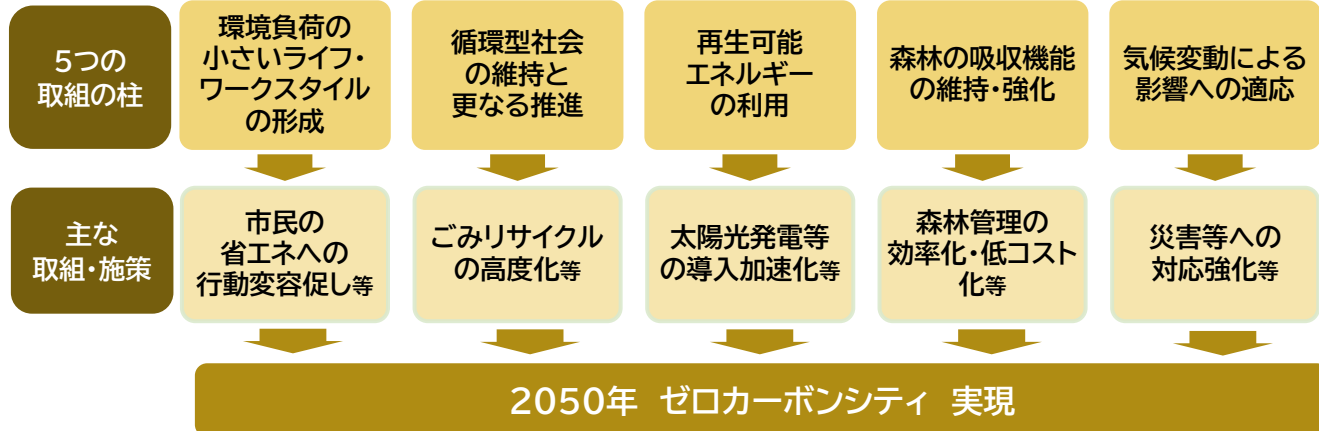 5つの
取組の柱
環境負荷の
小さいライフ・
ワークスタイル
の形成
循環型社会
の維持と
更なる推進
再生可能
エネルギー
の利用
森林の吸収機能
の維持・強化
気候変動による
影響への適応
主な
取組・施策
市民の
省エネへの
行動変容促し等
ごみリサイクル
の高度化等
太陽光発電等
の導入加速化等
森林管理の
効率化・低コスト
化等
災害等への
対応強化等
2050年 ゼロカーボンシティ 実現